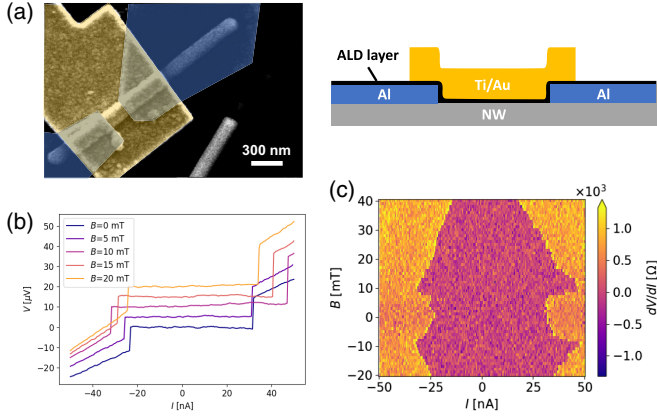 (a)
300 nm
ALD layer
Ti/Au
Al
Al
NW
(b)
B=0 mT
B=5 mT
B=10 mT
B=15 mT
B=20 mT
50
40
30
20
10
0
−10
−20
V [μV]
−40
−20
0
20
40
I [nA]
(c)
40
30
20
10
0
−10
−20
B [mT]
−50
−25
0
25
50
I [nA]
×10³
1.0
0.5
0.0
−0.5
−1.0
dV/dI [Ω]